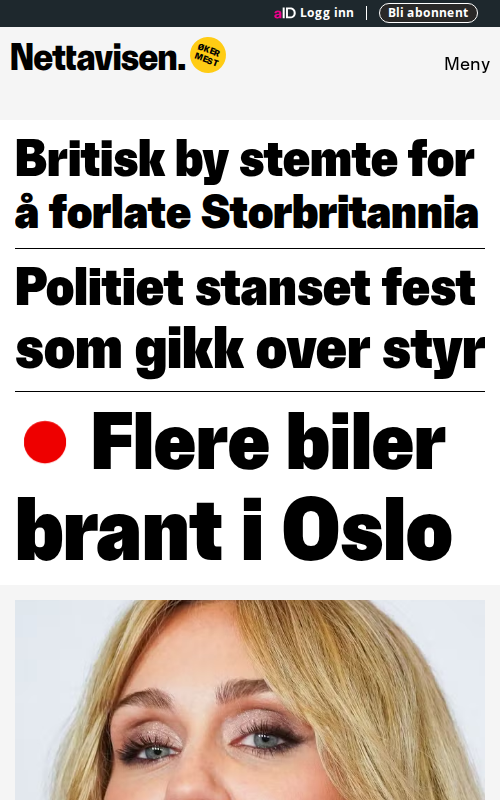 aID Logg inn
Bli abonnent
Nettavisen.
ØKER
MEST
Meny
Britisk by stemte for
å forlate Storbritannia
Politiet stanset fest
som gikk over styr
Flere biler
brant i Oslo